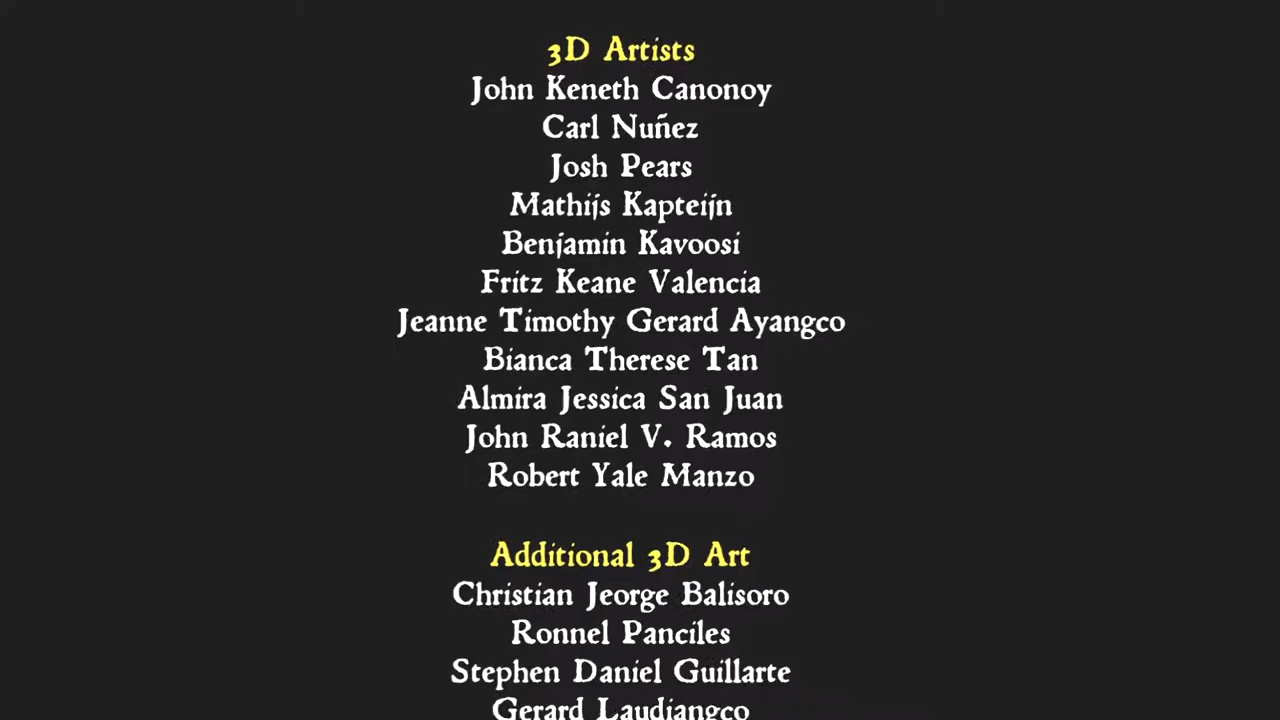 3D Artists
John Keneth Canonoy
Carl Nuñez
Josh Pears
Mathijs Kapteijn
Benjamin Kavoosi
Fritz Keane Valencia
Jeanne Timothy Gerard Ayangco
Bianca Therese Tan
Almira Jessica San Juan
John Raniel V. Ramos
Robert Yale Manzo
Additional 3D Art
Christian Jeorge Balisoro
Ronnel Panciles
Stephen Daniel Guillarte
Gerard Laudiangco